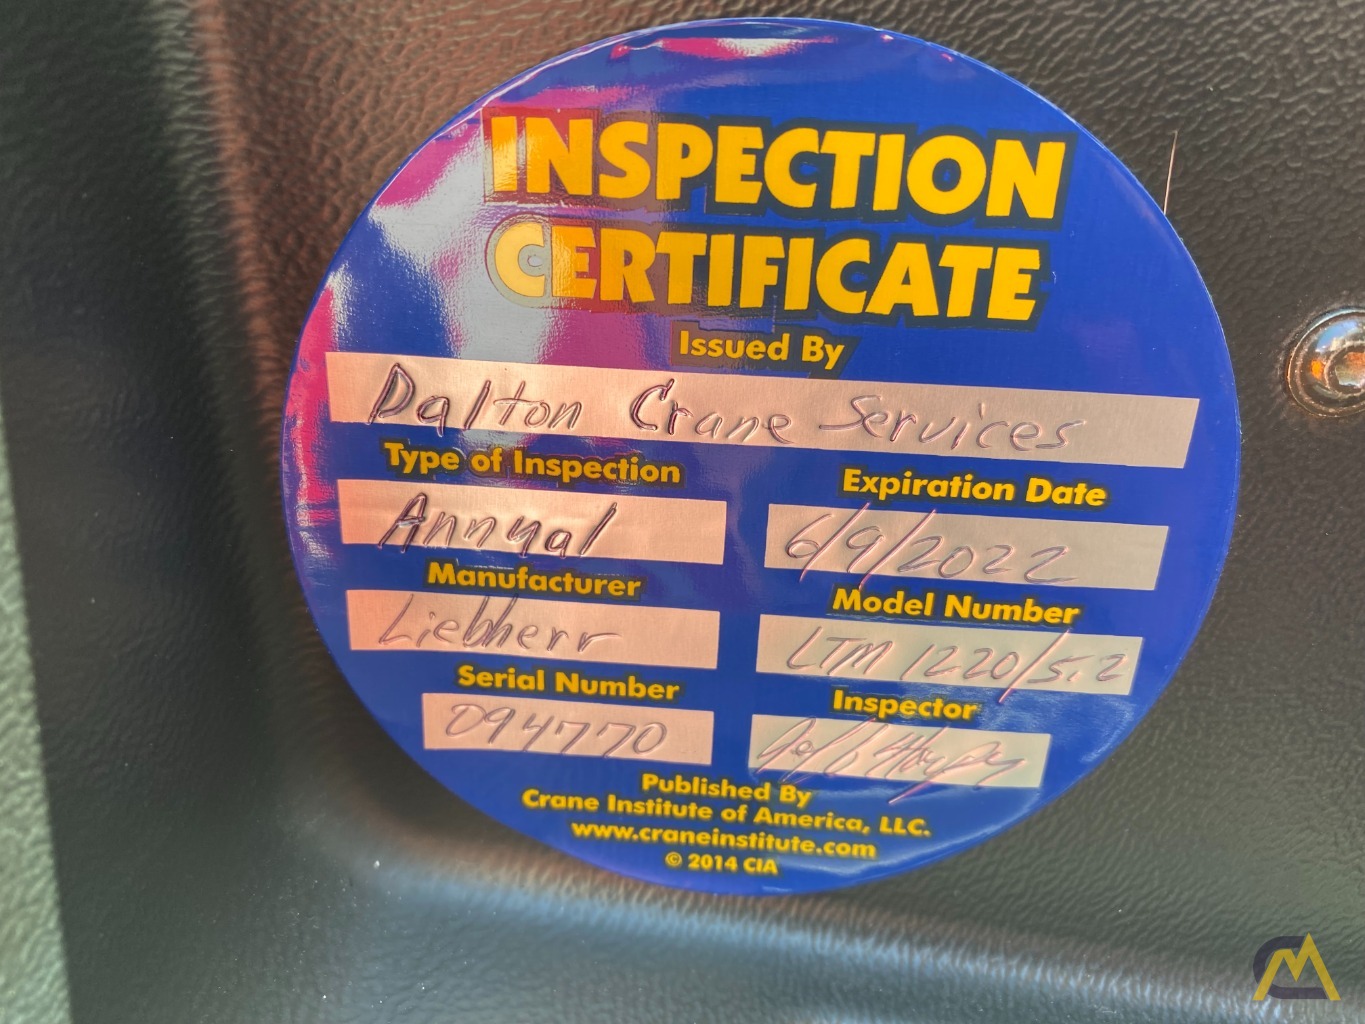 INSPECTION
CERTIFICATE
Issued By
Dalton Crane Services
Type of Inspection
Expiration Date
Annual
6/9/2022
Manufacturer
Model Number
Liebherr
LTM 1220/5.2
Serial Number
Inspector
094770
Published By
Crane Institute of America, LLC.
www.craneinstitute.com
© 2014 CIA